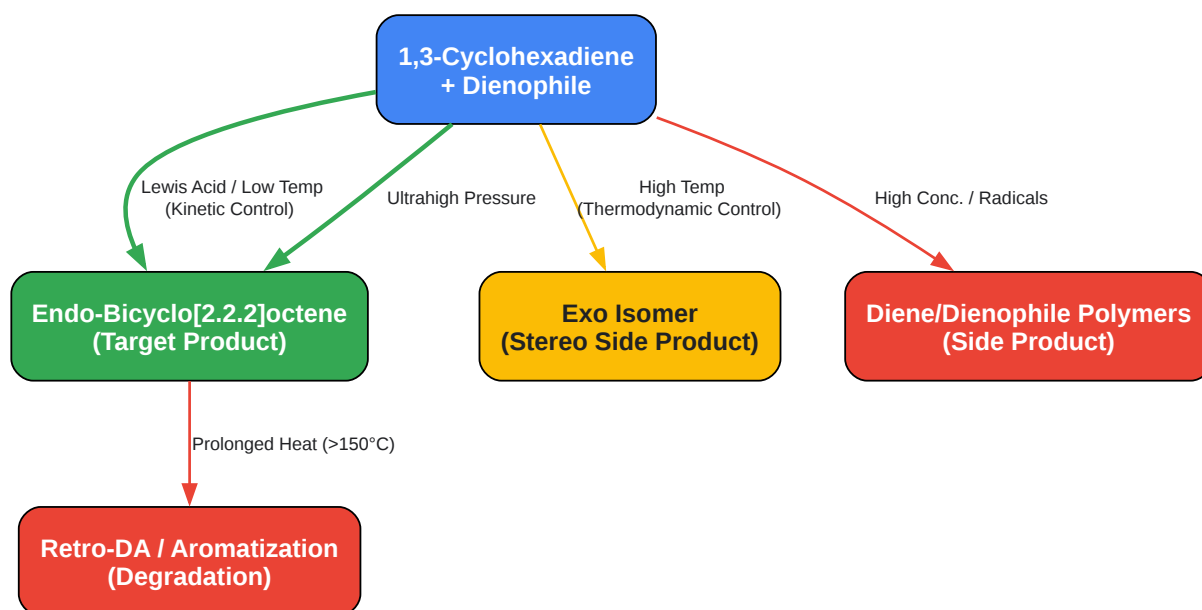 1,3-Cyclohexadiene
+ Dienophile
Lewis Acid / Low Temp
(Kinetic Control)
Ultrahigh Pressure
High Temp
(Thermodynamic Control)
High Conc. / Radicals
Endo-Bicyclo[2.2.2]octene
(Target Product)
Exo Isomer
(Stereo Side Product)
Diene/Dienophile Polymers
(Side Product)
Prolonged Heat (>150°C)
Retro-DA / Aromatization
(Degradation)